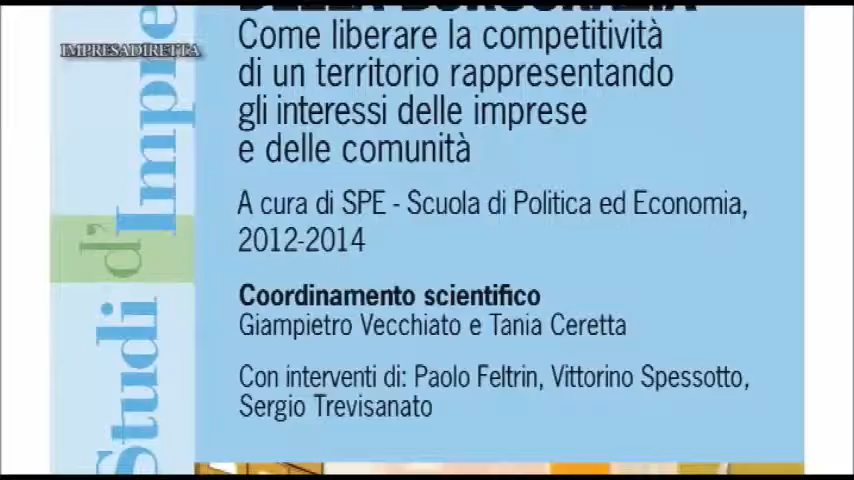 DELLA BUROCRAZIA
IMPRESADIRETTA
Come liberare la competitività
di un territorio rappresentando
gli interessi delle imprese
e delle comunità
A cura di SPE - Scuola di Politica ed Economia,
2012-2014
Coordinamento scientifico
Giampietro Vecchiato e Tania Ceretta
Con interventi di: Paolo Feltrin, Vittorino Spessotto,
Sergio Trevisanato
Studi d'Impre